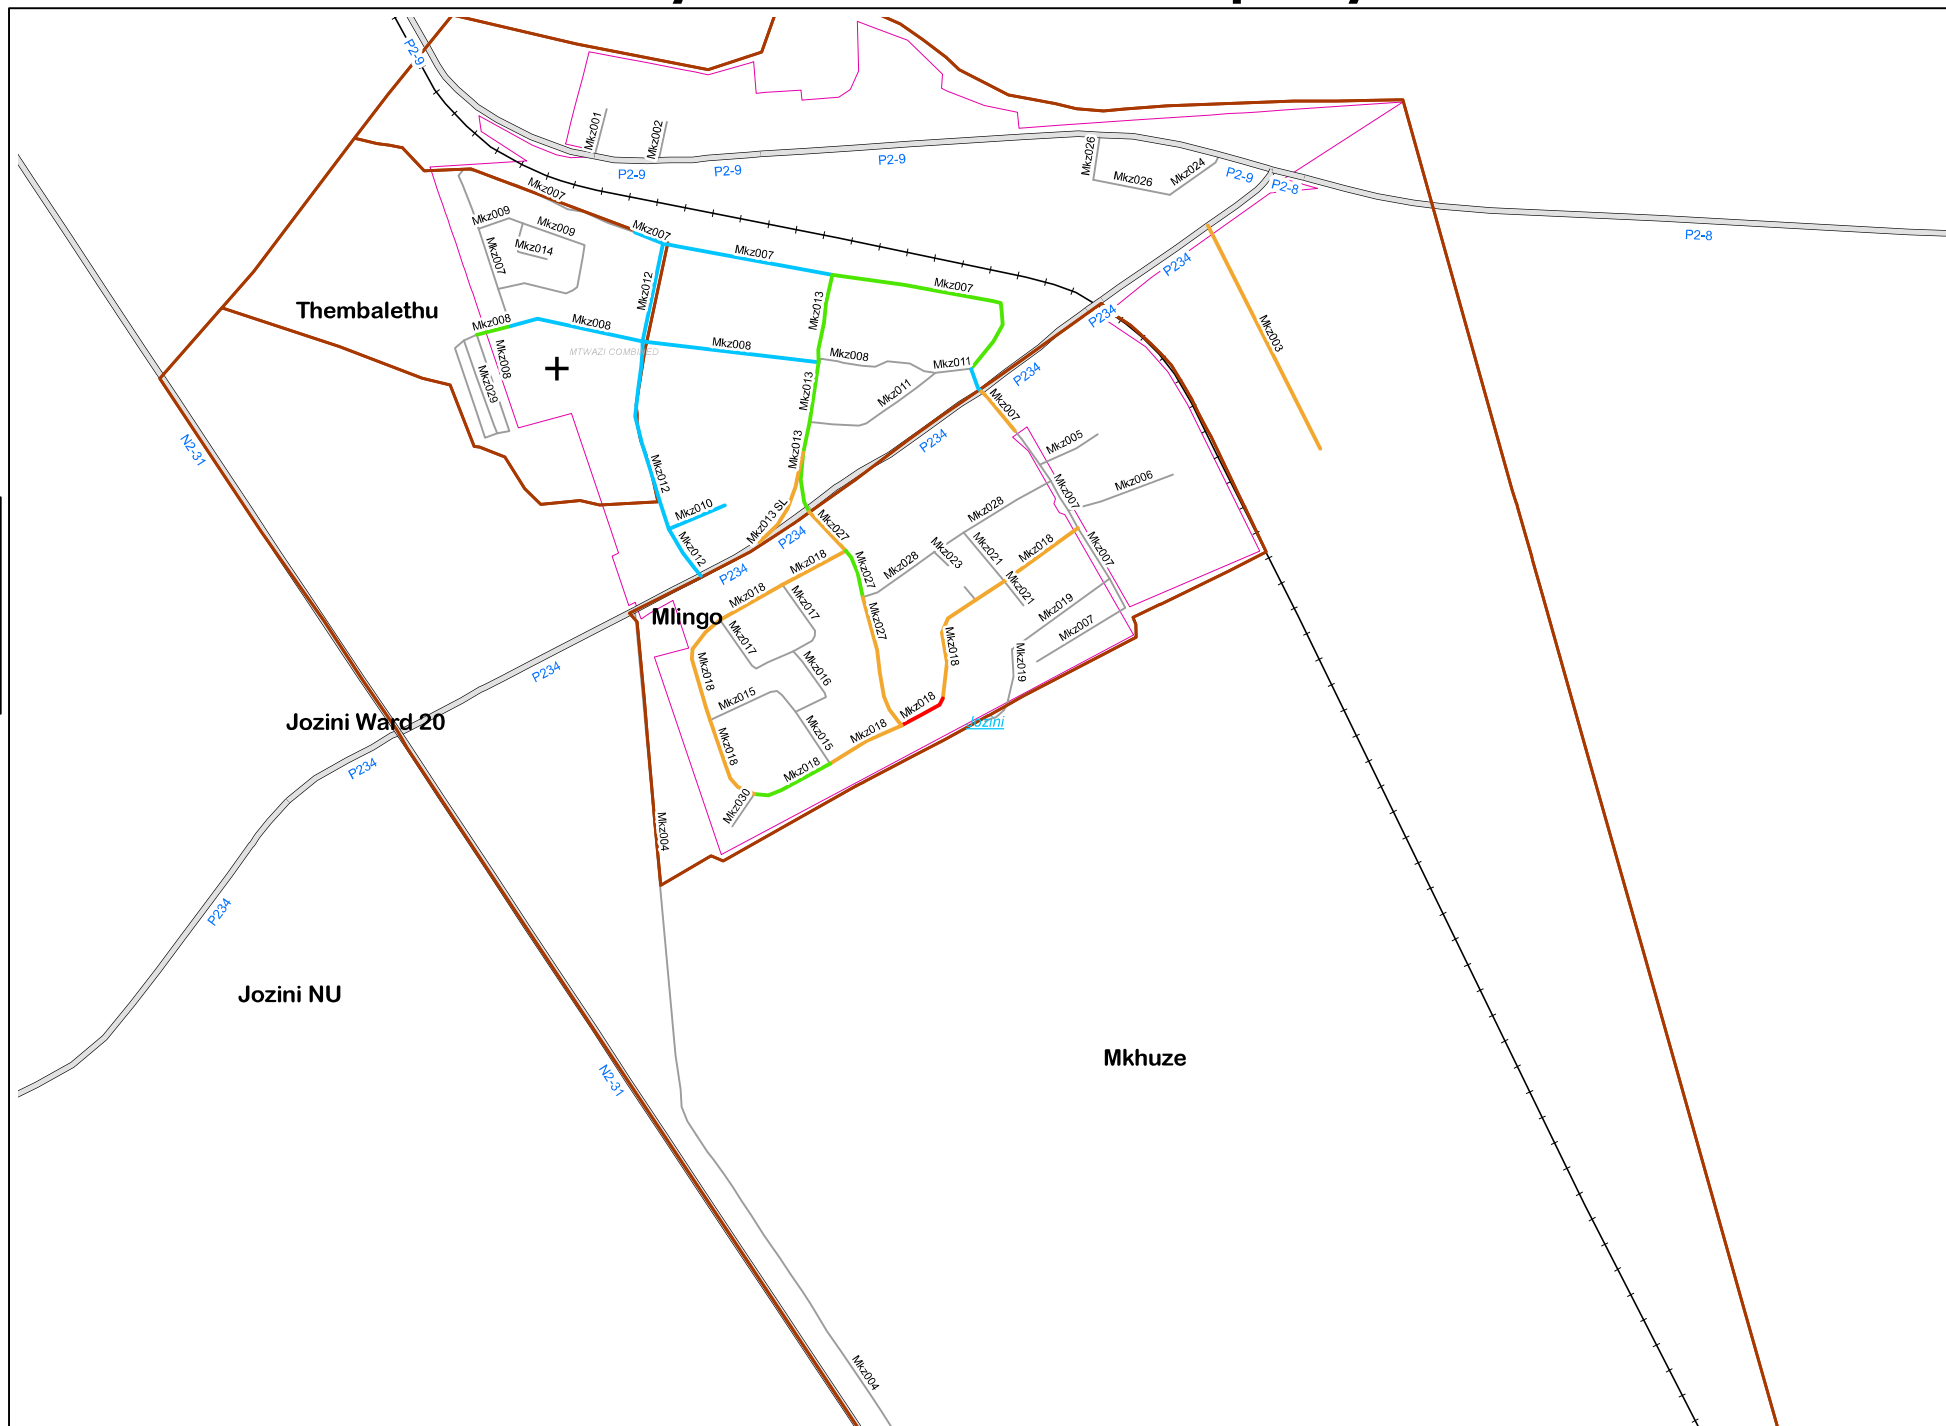 P2-9
Mkz001
Mkz002
P2-9
P2-9
P2-9
Mkz026
Mkz026
Mkz024
P2-9
P2-8
P2-8
Mkz007
Mkz009
Mkz009
Mkz007
Mkz014
Mkz007
Mkz007
Mkz007
P234
Mkz012
Mkz013
P234
Mkz003
Thembalethu
Mkz008
Mkz008
Mkz008
Mkz008
Mkz008
MTWAZI COMBINED
Mkz029
Mkz011
Mkz011
Mkz013
P234
Mkz007
N2-31
Mkz013
P234
Mkz005
Mkz012
Mkz006
Mkz007
Mkz010
Mkz013 SL
Mkz028
Mkz027
P234
Mkz012
Mkz018
Mkz023
Mkz021
Mkz018
Mkz007
P234
Mkz027
Mkz028
Mkz021
Mkz018
Mkz017
Mkz019
Mlingo
Mkz017
Mkz027
Mkz007
Mkz018
P234
Mkz018
Mkz016
Mkz019
Mkz015
Mkz018
Jozini
Jozini Ward 20
Mkz018
Mkz015
Mkz018
P234
Mkz018
Mkz030
Mkz004
P234
Jozini NU
Mkhuze
N2-31
Mkz004